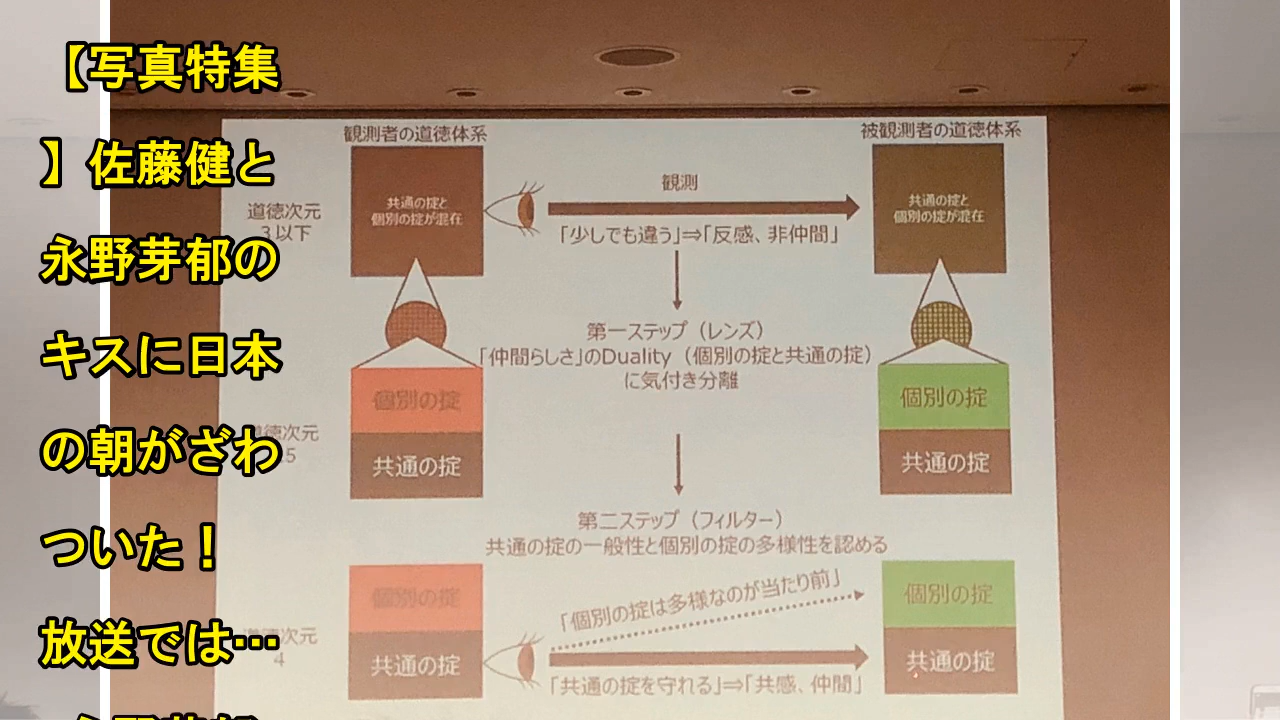 【写真特集
】佐藤健と
永野芽郁の
キスに日本
の朝がざわ
ついた！
放送では…
観測者の道徳体系
被観測者の道徳体系
道徳次元
3以下
共通の掟と
個別の掟が混在
観測
共通の掟と
個別の掟が混在
「少しでも違う」⇒「反感、非仲間」
第一ステップ（レンズ）
「仲間らしさ」のDuality（個別の掟と共通の掟）
に気付き分離
個別の掟
個別の掟
徳次元
5
共通の掟
共通の掟
第二ステップ（フィルター）
共通の掟の一般性と個別の掟の多様性を認める
個別の掟
「個別の掟は多様なのが当たり前」
個別の掟
次元
4
共通の掟
共通の掟
「共通の掟を守れる」⇒「共感、仲間」